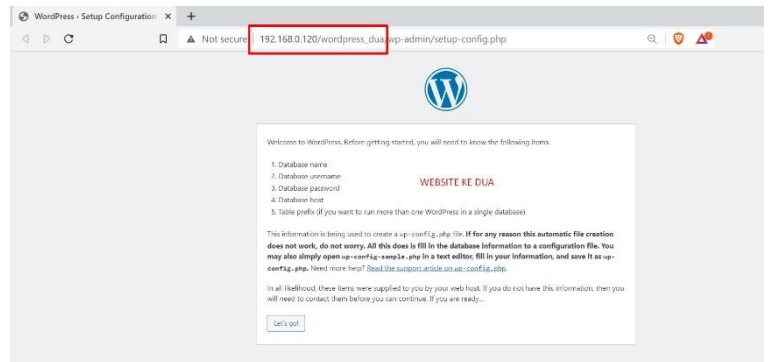 WordPress › Setup Configuration
Not secure | 192.168.0.120/wordpress_dua/wp-admin/setup-config.php
Welcome to WordPress. Before getting started, you will need to know the following items.
1. Database name
2. Database username
3. Database password
4. Database host
5. Table prefix (if you want to run more than one WordPress in a single database)
WEBSITE KE DUA
This information is being used to create a wp-config.php file. If for any reason this automatic file creation
does not work, do not worry. All this does is fill in the database information to a configuration file. You
may also simply open wp-config-sample.php in a text editor, fill in your information, and save it as wp-
config.php. Need more help? Read the support article on wp-config.php.
In all likelihood, these items were supplied to you by your web host. If you do not have this information, then you
will need to contact them before you can continue. If you are ready...
Let's go!